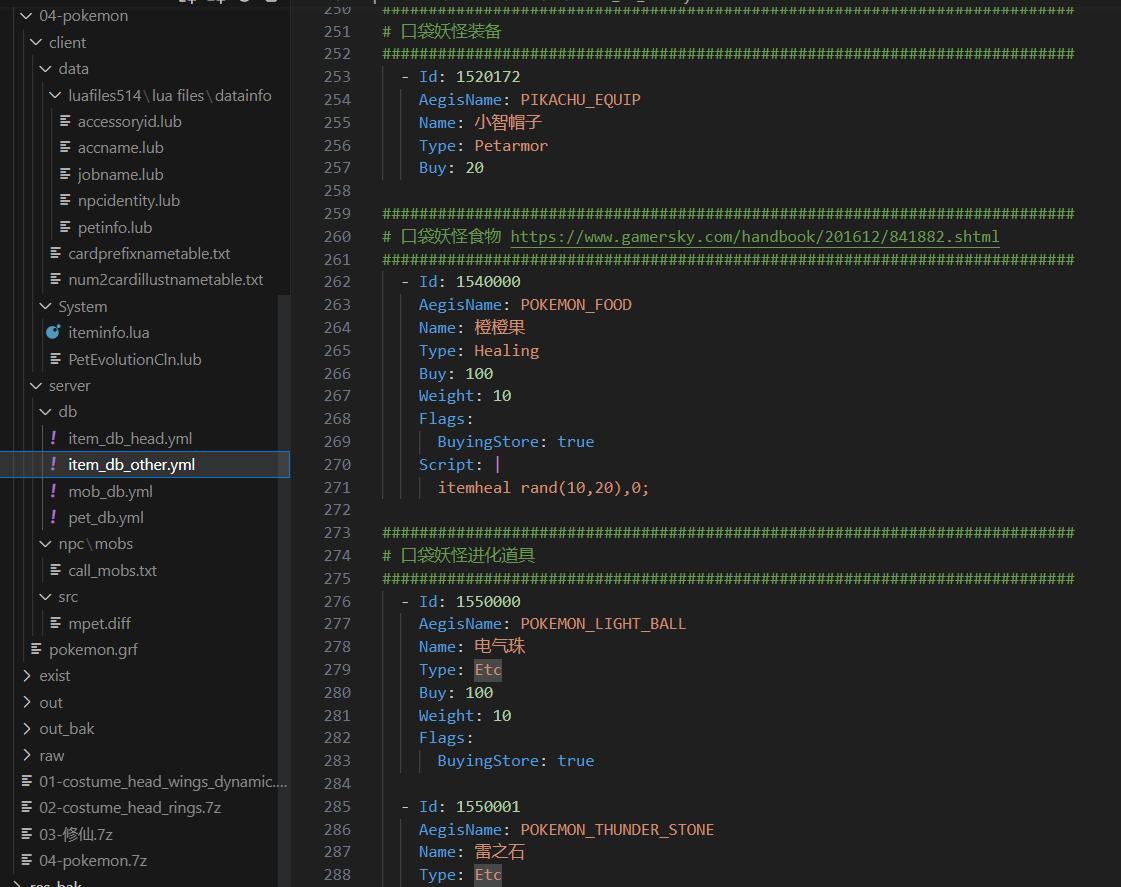 04-pokemon
client
data
luafiles514\lua files\datainfo
accessoryid.lub
accname.lub
jobname.lub
npcidentity.lub
petinfo.lub
cardprefixnametable.txt
num2cardillustnametable.txt
System
iteminfo.lua
PetEvolutionCln.lub
server
db
item_db_head.yml
item_db_other.yml
mob_db.yml
pet_db.yml
npc\mobs
call_mobs.txt
src
mpet.diff
pokemon.grf
exist
out
out_bak
raw
01-costume_head_wings_dynamic....
02-costume_head_rings.7z
03-修仙.7z
04-pokemon.7z
res_bak
250 ###########################################################################
251 # 口袋妖怪装备
252 ###########################################################################
253 - Id: 1520172
254 AegisName: PIKACHU_EQUIP
255 Name: 小智帽子
256 Type: Petarmor
257 Buy: 20
258
259 ###########################################################################
260 # 口袋妖怪食物 https://www.gamersky.com/handbook/201612/841882.shtml
261 ###########################################################################
262 - Id: 1540000
263 AegisName: POKEMON_FOOD
264 Name: 橙橙果
265 Type: Healing
266 Buy: 100
267 Weight: 10
268 Flags:
269 BuyingStore: true
270 Script: |
271 itemheal rand(10,20),0;
272
273 ###########################################################################
274 # 口袋妖怪进化道具
275 ###########################################################################
276 - Id: 1550000
277 AegisName: POKEMON_LIGHT_BALL
278 Name: 电气珠
279 Type: Etc
280 Buy: 100
281 Weight: 10
282 Flags:
283 BuyingStore: true
284
285 - Id: 1550001
286 AegisName: POKEMON_THUNDER_STONE
287 Name: 雷之石
288 Type: Etc